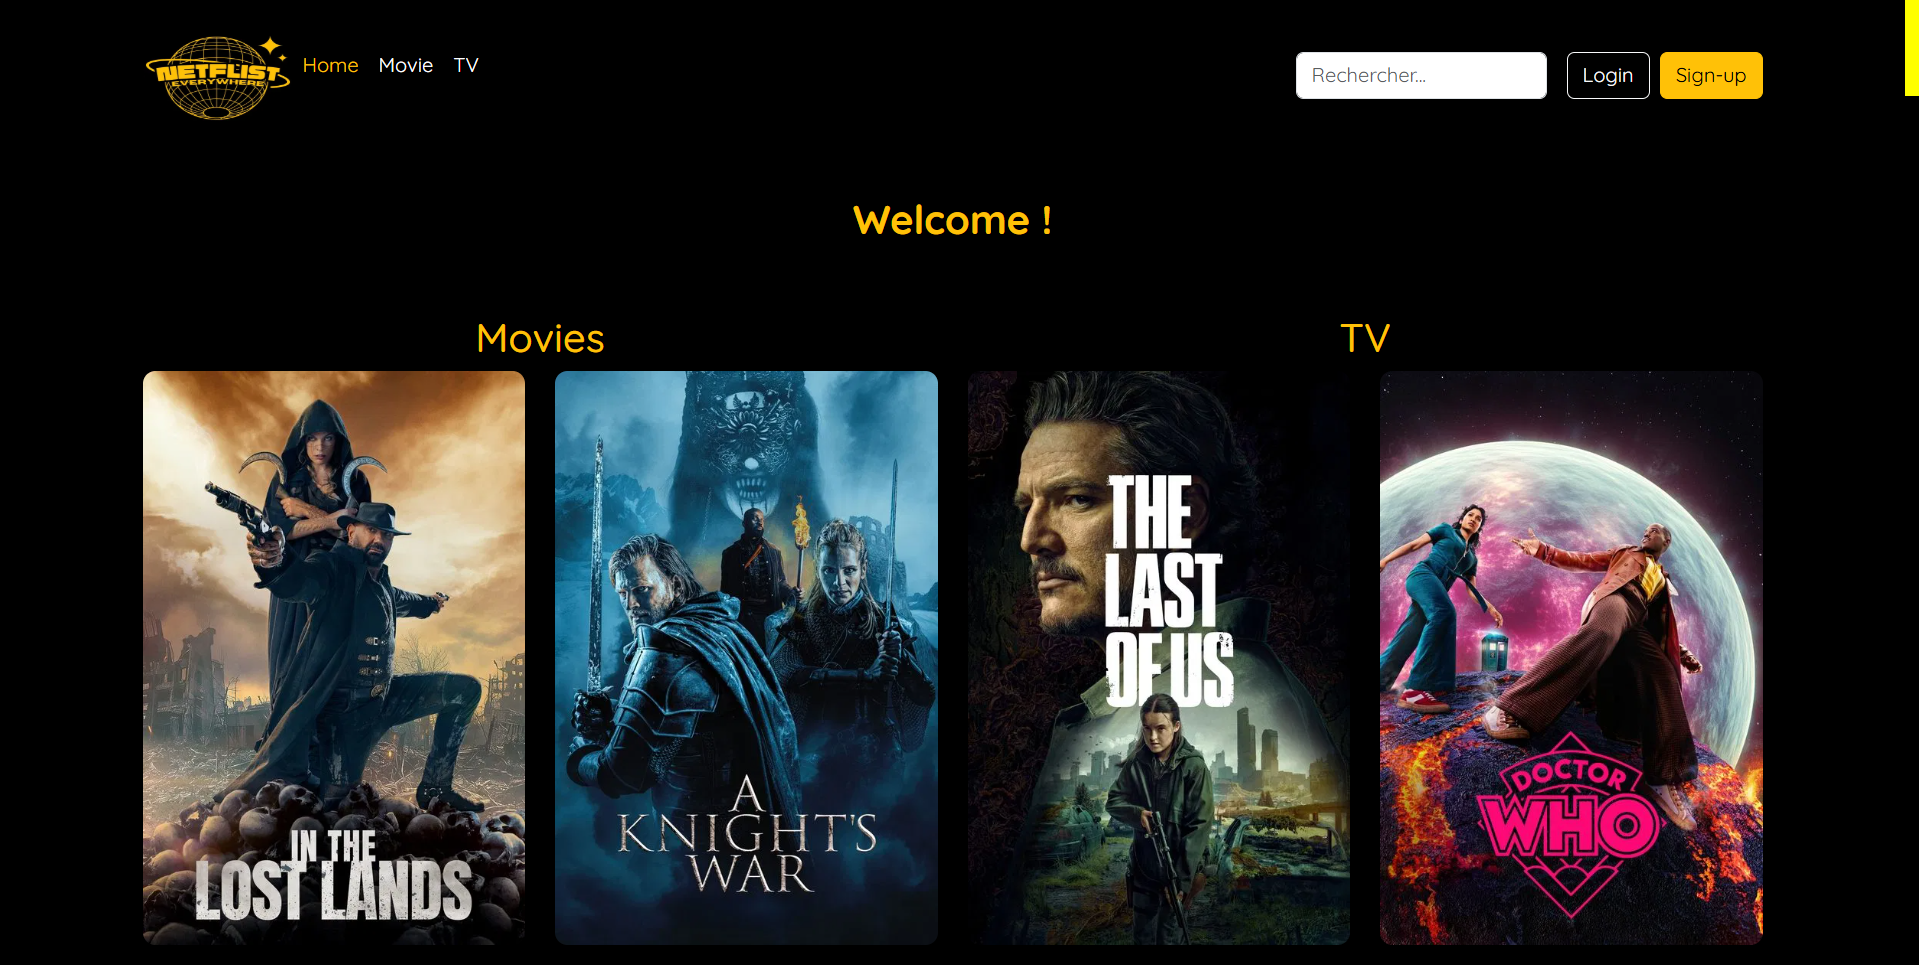 NETFLIST
EVERYWHERE
Home Movie TV
Rechercher...
Login
Sign-up
Welcome !
Movies
TV
IN THE
LOST LANDS
A
KNIGHT'S
WAR
THE
LAST
OF US
DOCTOR
WHO